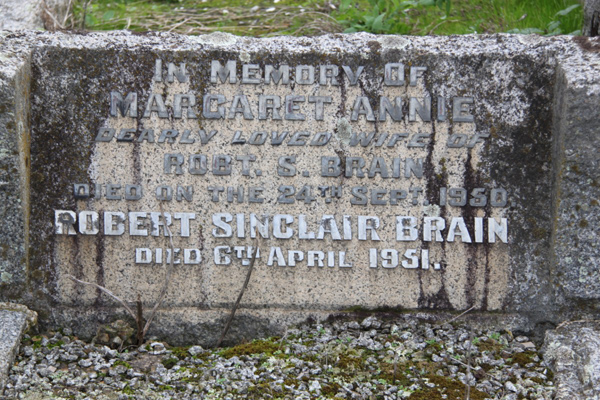 In Memory Of
Margaret Annie
Dearly Loved Wife Of
Robt. S. Brain
Died On The 24th Sept. 1950
Robert Sinclair Brain
Died 6th April 1951.